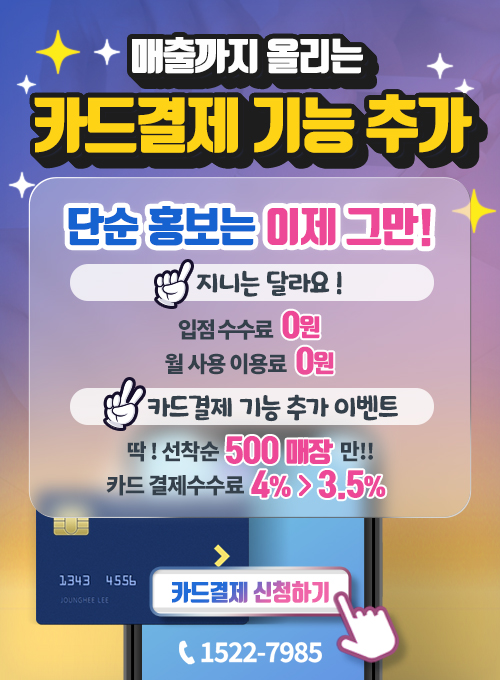 매출까지 올리는
카드결제 기능 추가
단순 홍보는 이제 그만!
지니는 달라요!
입점 수수료 0원
월 사용 이용료 0원
카드결제 기능 추가 이벤트
딱! 선착순 500 매장 만!!
카드 결제수수료 4% > 3.5%
1343 4556
JOUNGHEE LEE
카드결제 신청하기
1522-7985